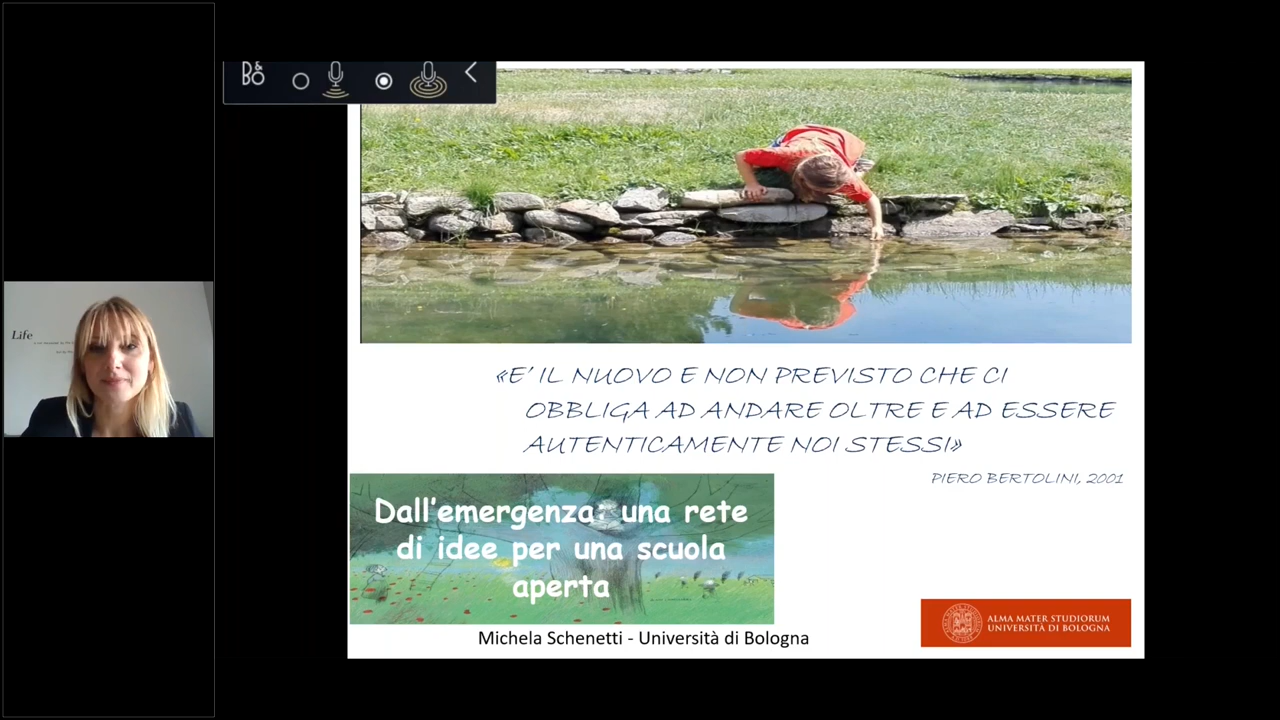 D&
BO
Life
«E' IL NUOVO E NON PREVISTO CHE CI
OBBLIGA AD ANDARE OLTRE E AD ESSERE
AUTENTICAMENTE NOI STESSI»
PIERO BERTOLINI, 2001
Dall'emergenza: una rete
di idee per una scuola
aperta
Michela Schenetti - Università di Bologna
ALMA MATER STUDIORUM
UNIVERSITÀ DI BOLOGNA